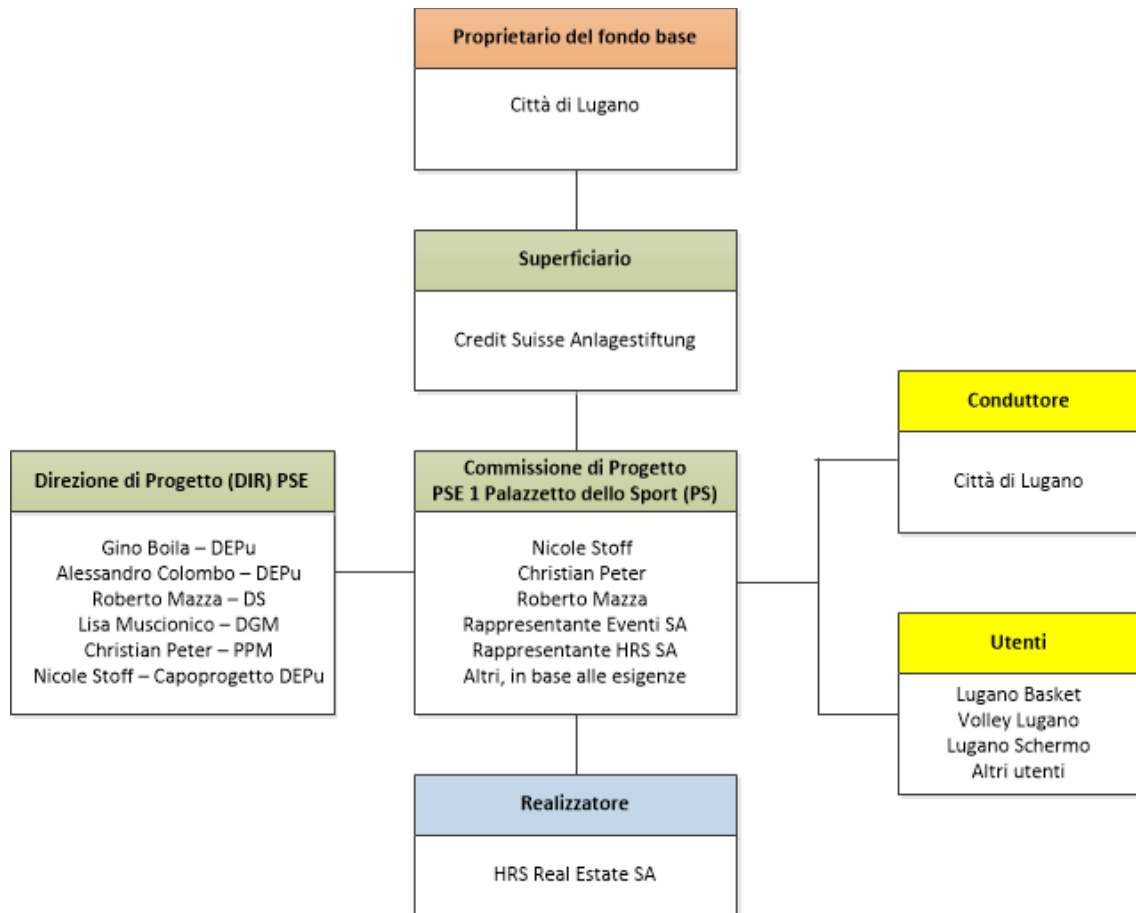 Proprietario del fondo base
Città di Lugano
Superficiario
Credit Suisse Anlagestiftung
Conduttore
Città di Lugano
Direzione di Progetto (DIR) PSE
Gino Boila – DEPu
Alessandro Colombo – DEPu
Roberto Mazza – DS
Lisa Muscionico – DGM
Christian Peter – PPM
Nicole Stoff – Capoprogetto DEPu
Commissione di Progetto
PSE 1 Palazzetto dello Sport (PS)
Nicole Stoff
Christian Peter
Roberto Mazza
Rappresentante Eventi SA
Rappresentante HRS SA
Altri, in base alle esigenze
Utenti
Lugano Basket
Volley Lugano
Lugano Schermo
Altri utenti
Realizzatore
HRS Real Estate SA